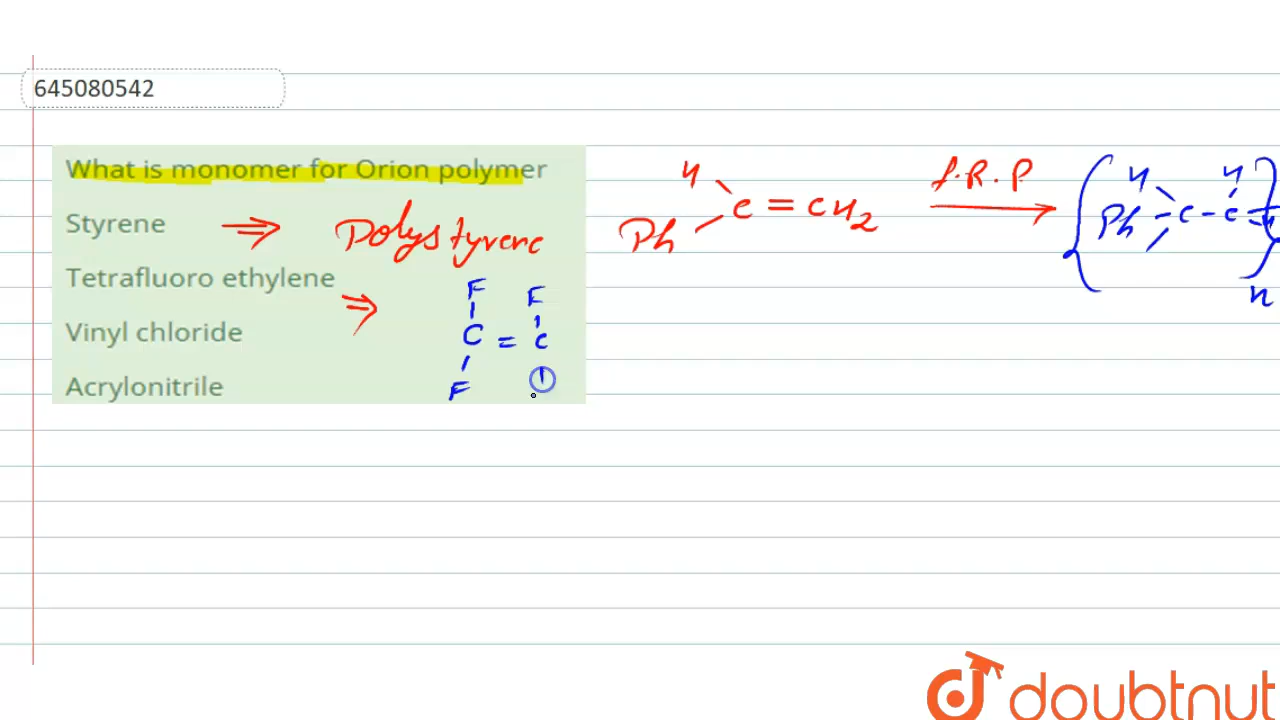 645080542
What is monomer for Orion polymer
Styrene ⇒ Polystyrene
Tetrafluoro ethylene ⇒
Vinyl chloride
Acrylonitrile
F F
C = C
F
H
Ph C = CH2
f.R.P
H H
Ph - C - C
n
doubtnut